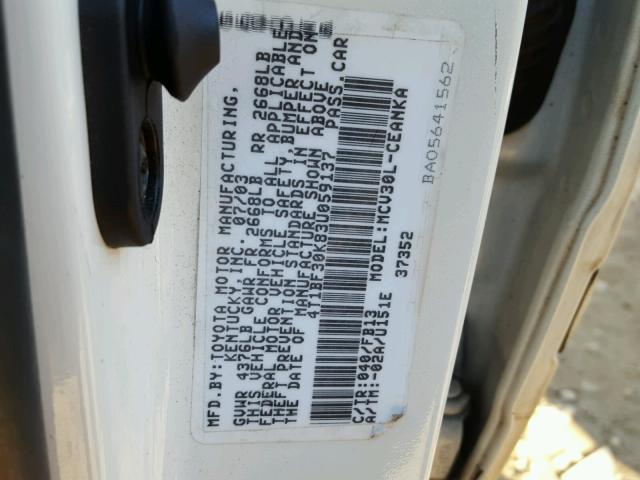 MFD.BY:TOYOTA MOTOR MANUFACTURING,
KENTUCKY, INC. 07/03
GVWR 4376LB GAWR FR 2668LB RR 2668LB
THIS VEHICLE CONFORMS TO ALL APPLICABLE
FEDERAL MOTOR VEHICLE SAFETY, BUMPER AND
THEFT PREVENTION STANDARDS IN EFFECT ON
THE DATE OF MANUFACTURE SHOWN ABOVE
4T1BF30K83U059137 PASS. CAR
C/TR:040/FB13 MODEL:MCV30L-CEANKA
A/TM:-02A/U151E 37352
BA05641562